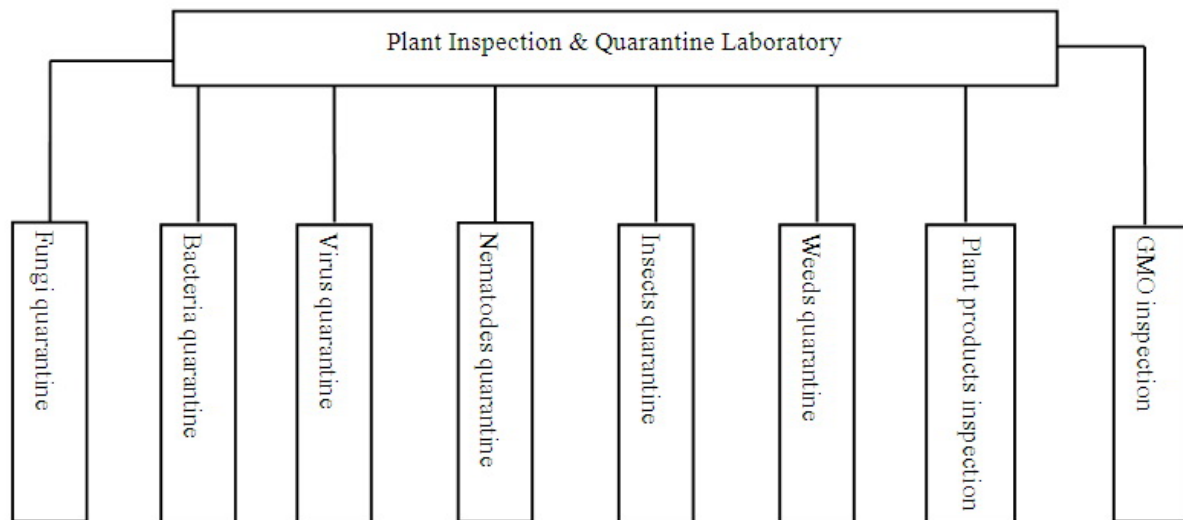 Plant Inspection & Quarantine Laboratory
Fungi quarantine
Bacteria quarantine
Virus quarantine
Nematodes quarantine
Insects quarantine
Weeds quarantine
Plant products inspection
GMO inspection